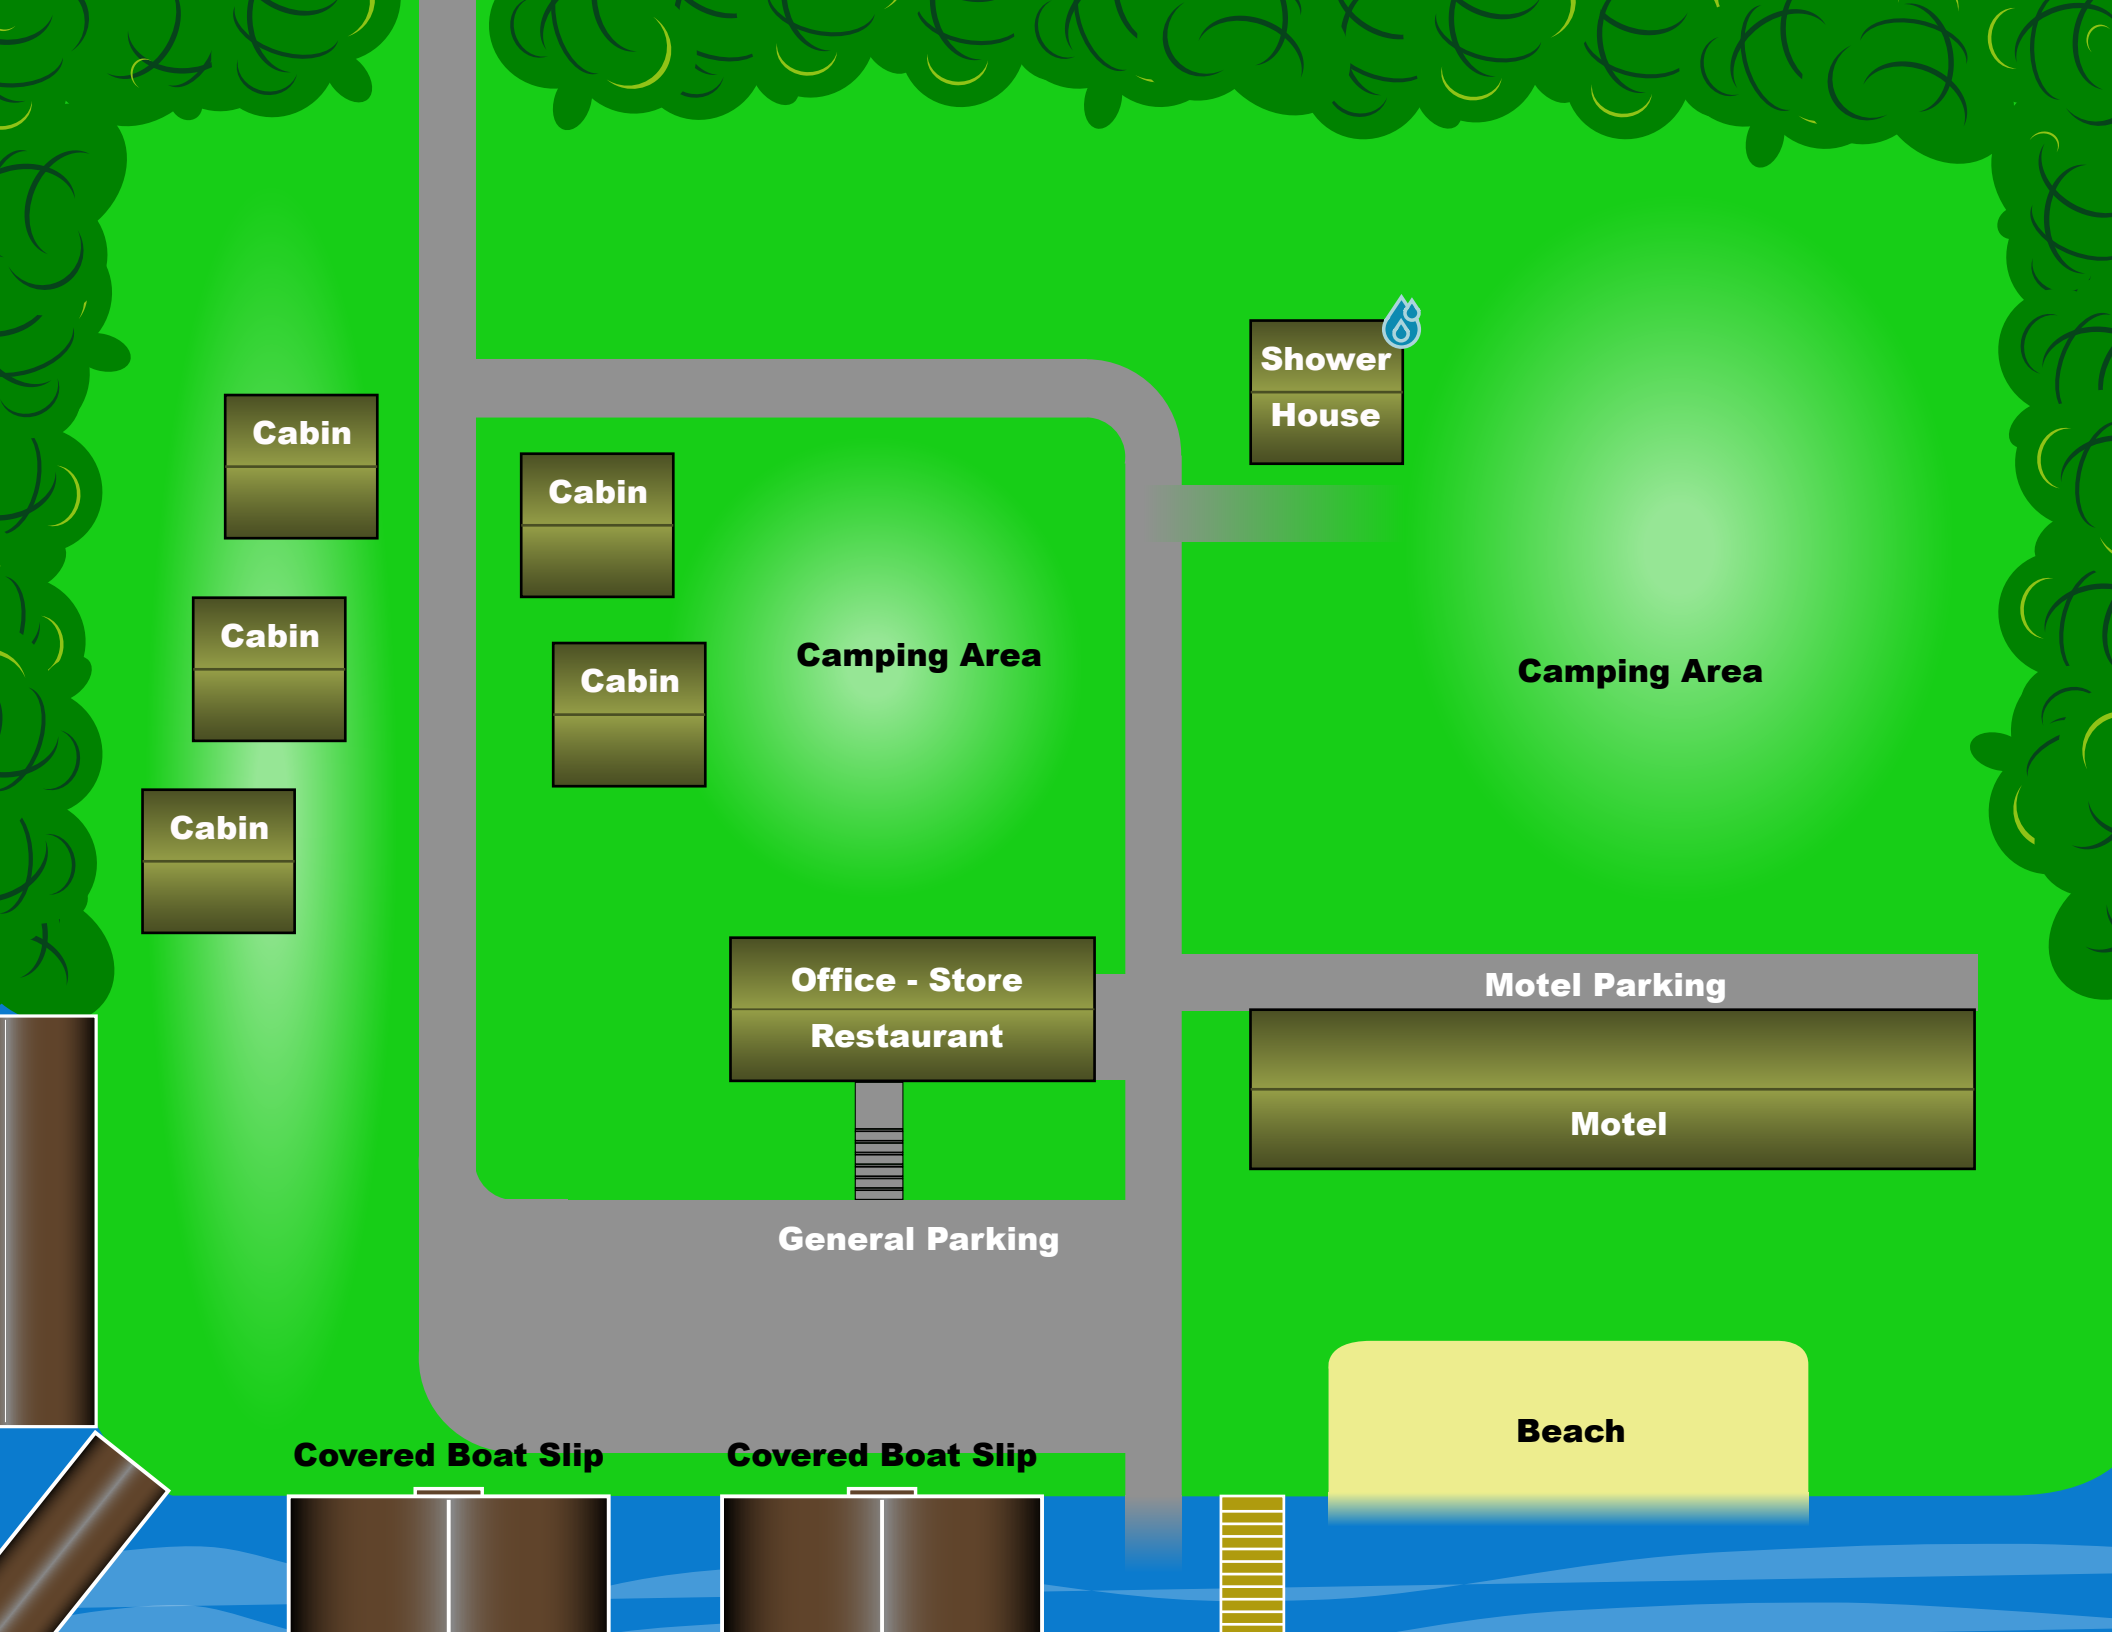 Shower
House
Cabin
Cabin
Cabin
Cabin
Camping Area
Camping Area
Cabin
Office - Store
Restaurant
Motel Parking
Motel
General Parking
Beach
Covered Boat Slip
Covered Boat Slip